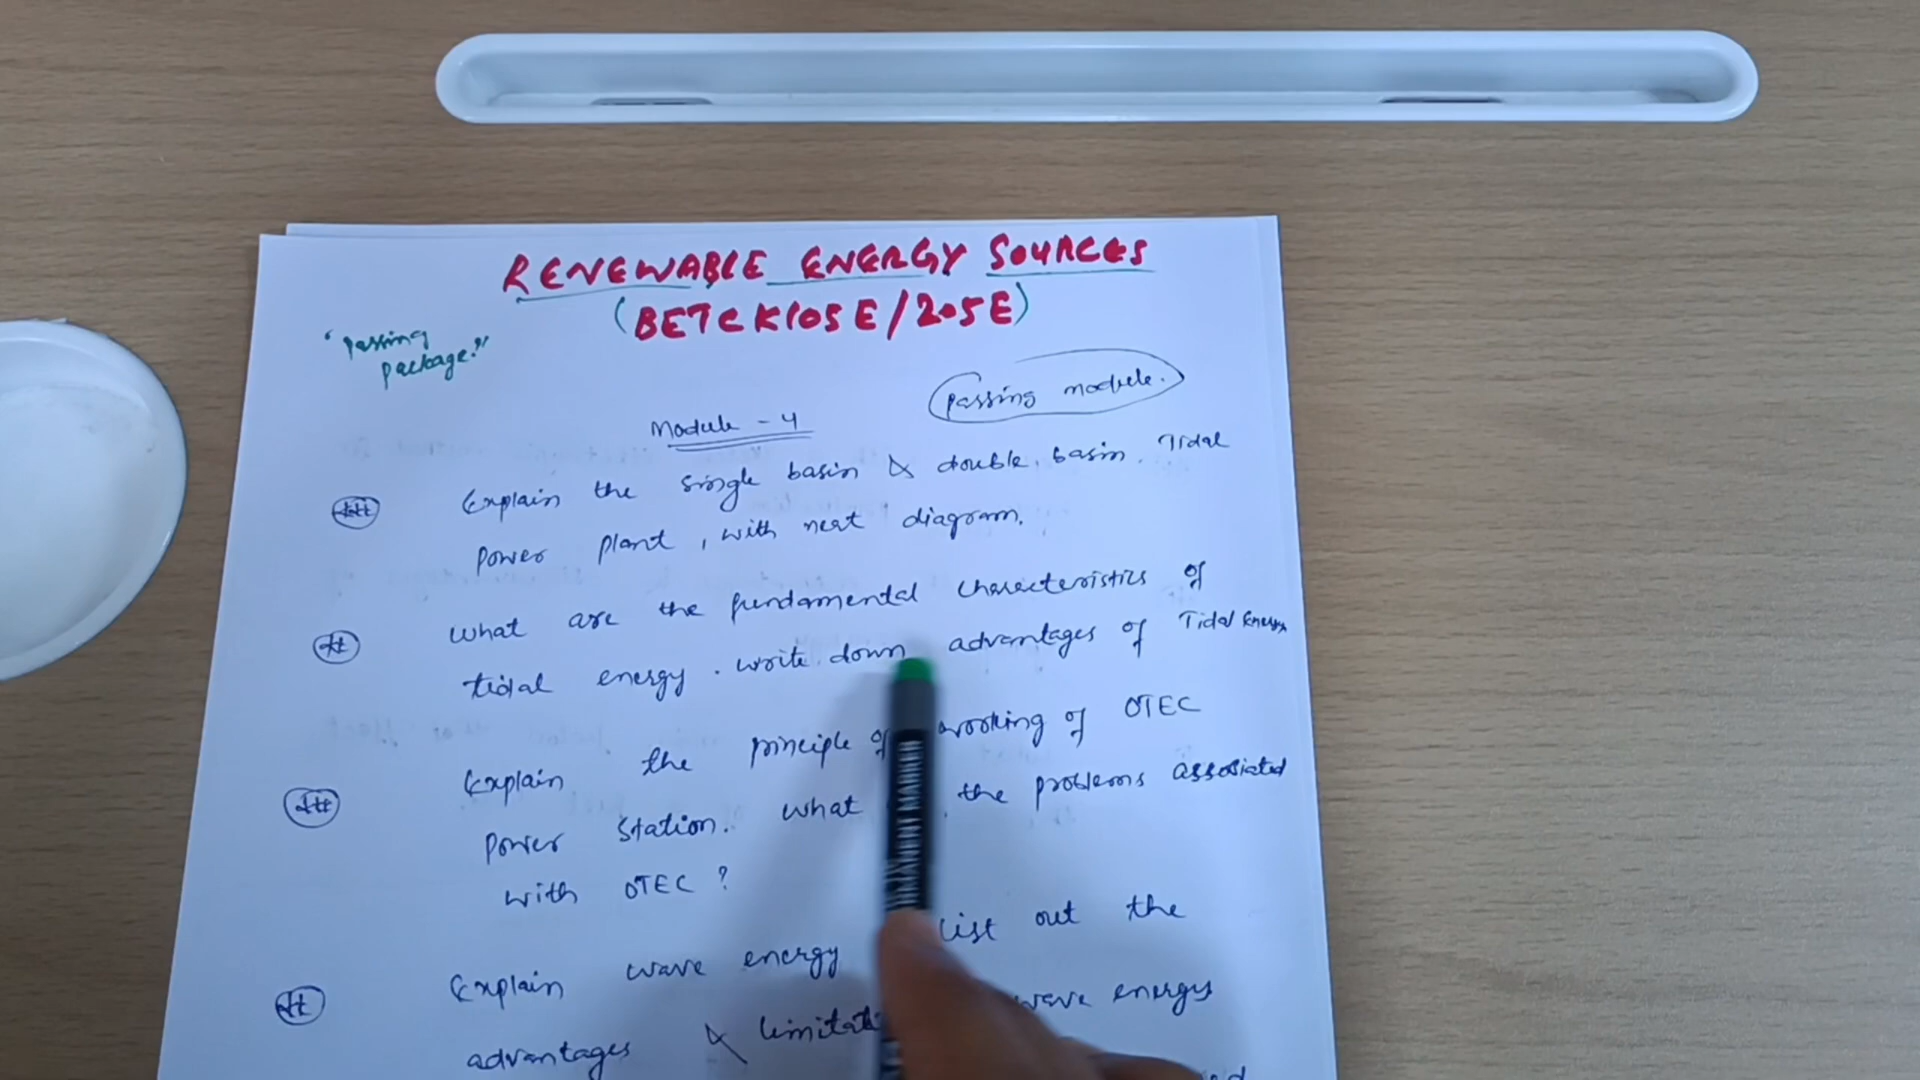 RENEWABLE ENERGY SOURCES
(BETCK105E/205E)
"Passing
package."
Passing module.
Module - 4
Explain the single basin & double basin Tidal
power plant, with neat diagram.
What are the fundamental characteristics of
tidal energy. write down advantages of Tidal Energy
Explain the principle of working of OTEC
power station. what the problems associated
with OTEC?
Explain wave energy List out the
advantages & wave energy
PERMANENT MARKER